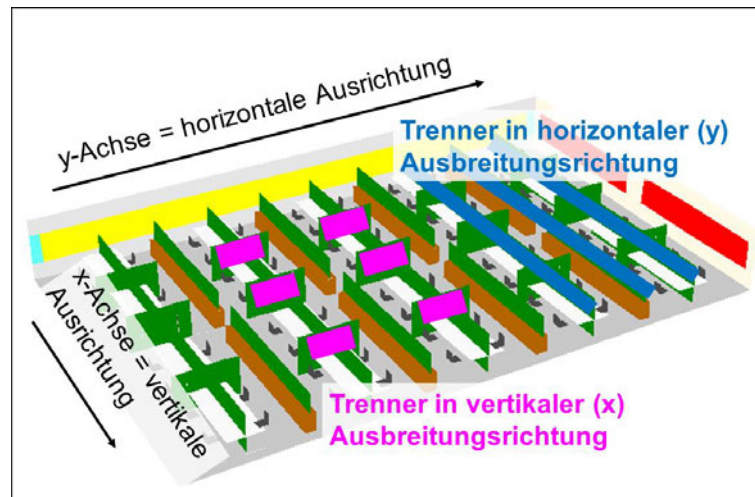 y-Achse = horizontale Ausrichtung
Trenner in horizontaler (y)
Ausbreitungsrichtung
x-Achse = vertikale
Ausrichtung
Trenner in vertikaler (x)
Ausbreitungsrichtung